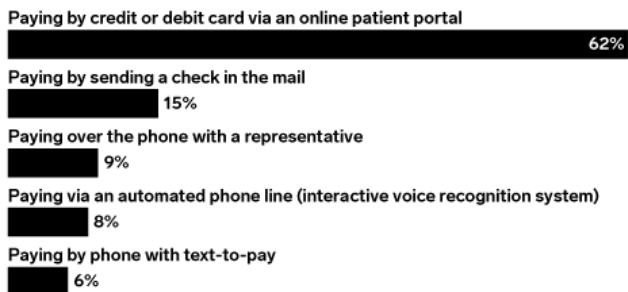 Paying by credit or debit card via an online patient portal
62%
Paying by sending a check in the mail
15%
Paying over the phone with a representative
9%
Paying via an automated phone line (interactive voice recognition system)
8%
Paying by phone with text-to-pay
6%